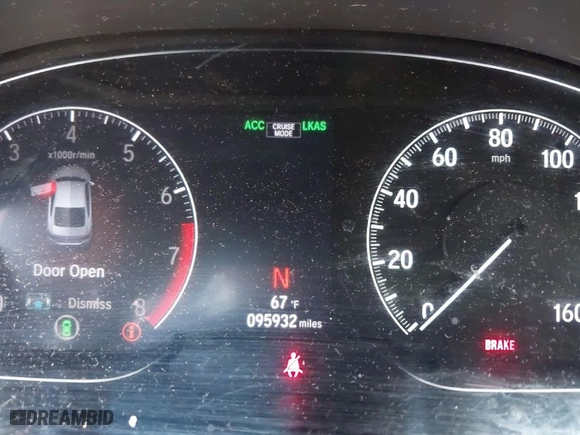 ACC CRUISE MODE LKAS
3 4 5 6 7 8
x1000r/min
Door Open
: Dismiss
N
67 °F
095932 miles
0 20 40 60 80 100 160
mph
BRAKE
DREAMBID